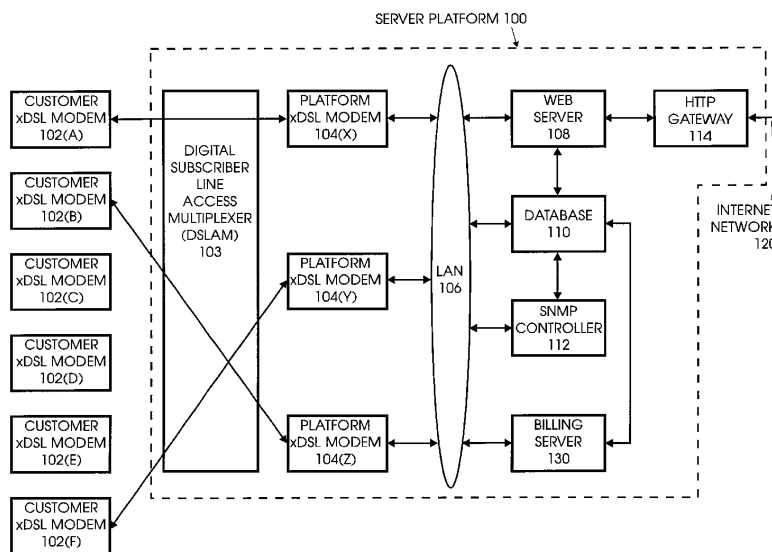 SERVER PLATFORM 100
CUSTOMER
xDSL MODEM
102(A)
CUSTOMER
xDSL MODEM
102(B)
CUSTOMER
xDSL MODEM
102(C)
CUSTOMER
xDSL MODEM
102(D)
CUSTOMER
xDSL MODEM
102(E)
CUSTOMER
xDSL MODEM
102(F)
DIGITAL
SUBSCRIBER
LINE
ACCESS
MULTIPLEXER
(DSLAM)
103
PLATFORM
xDSL MODEM
104(X)
PLATFORM
xDSL MODEM
104(Y)
PLATFORM
xDSL MODEM
104(Z)
LAN
106
WEB
SERVER
108
DATABASE
110
SNMP
CONTROLLER
112
BILLING
SERVER
130
HTTP
GATEWAY
114
INTERNET
NETWORK
120